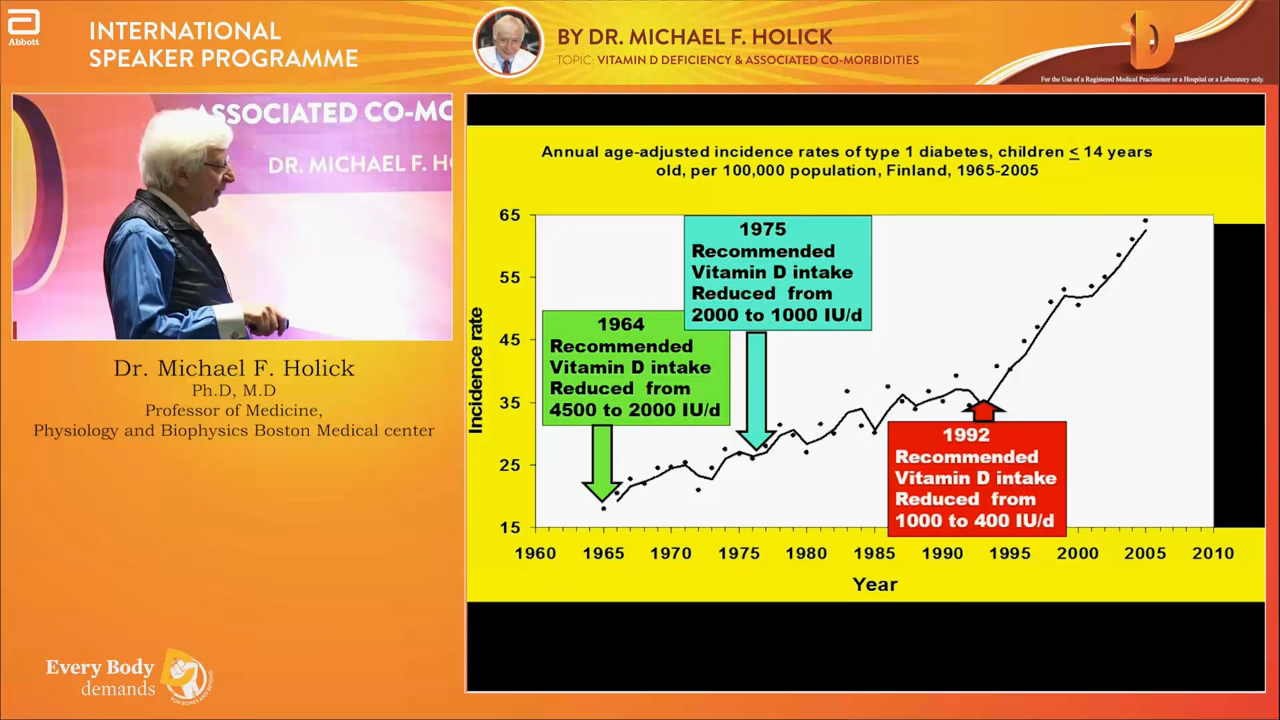 Abbott
INTERNATIONAL
SPEAKER PROGRAMME
BY DR. MICHAEL F. HOLICK
TOPIC: VITAMIN D DEFICIENCY & ASSOCIATED CO-MORBIDITIES
D
For the Use of a Registered Medical Practitioner or a Hospital or a Laboratory only.
ASSOCIATED CO-MO
DR. MICHAEL F. HO
Dr. Michael F. Holick
Ph.D, M.D
Professor of Medicine,
Physiology and Biophysics Boston Medical center
Every Body
demands
D
FOR BONES AND BEYOND
Annual age-adjusted incidence rates of type 1 diabetes, children ≤ 14 years
old, per 100,000 population, Finland, 1965-2005
Incidence rate
65
55
45
35
25
15
1964
Recommended
Vitamin D intake
Reduced from
4500 to 2000 IU/d
1975
Recommended
Vitamin D intake
Reduced from
2000 to 1000 IU/d
1992
Recommended
Vitamin D intake
Reduced from
1000 to 400 IU/d
1960 1965 1970 1975 1980 1985 1990 1995 2000 2005 2010
Year